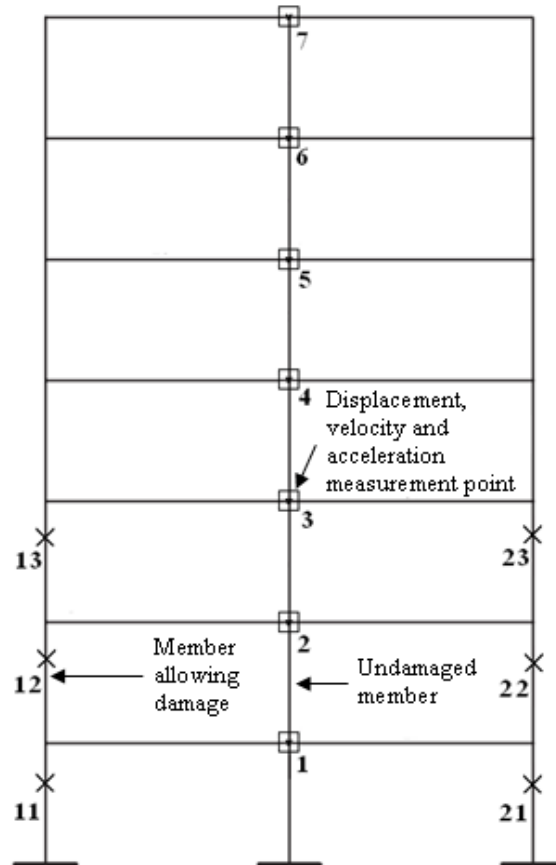 7
6
5
4
Displacement,
velocity and
acceleration
measurement point
3
13
23
2
Member
allowing
damage
Undamaged
member
12
22
1
11
21